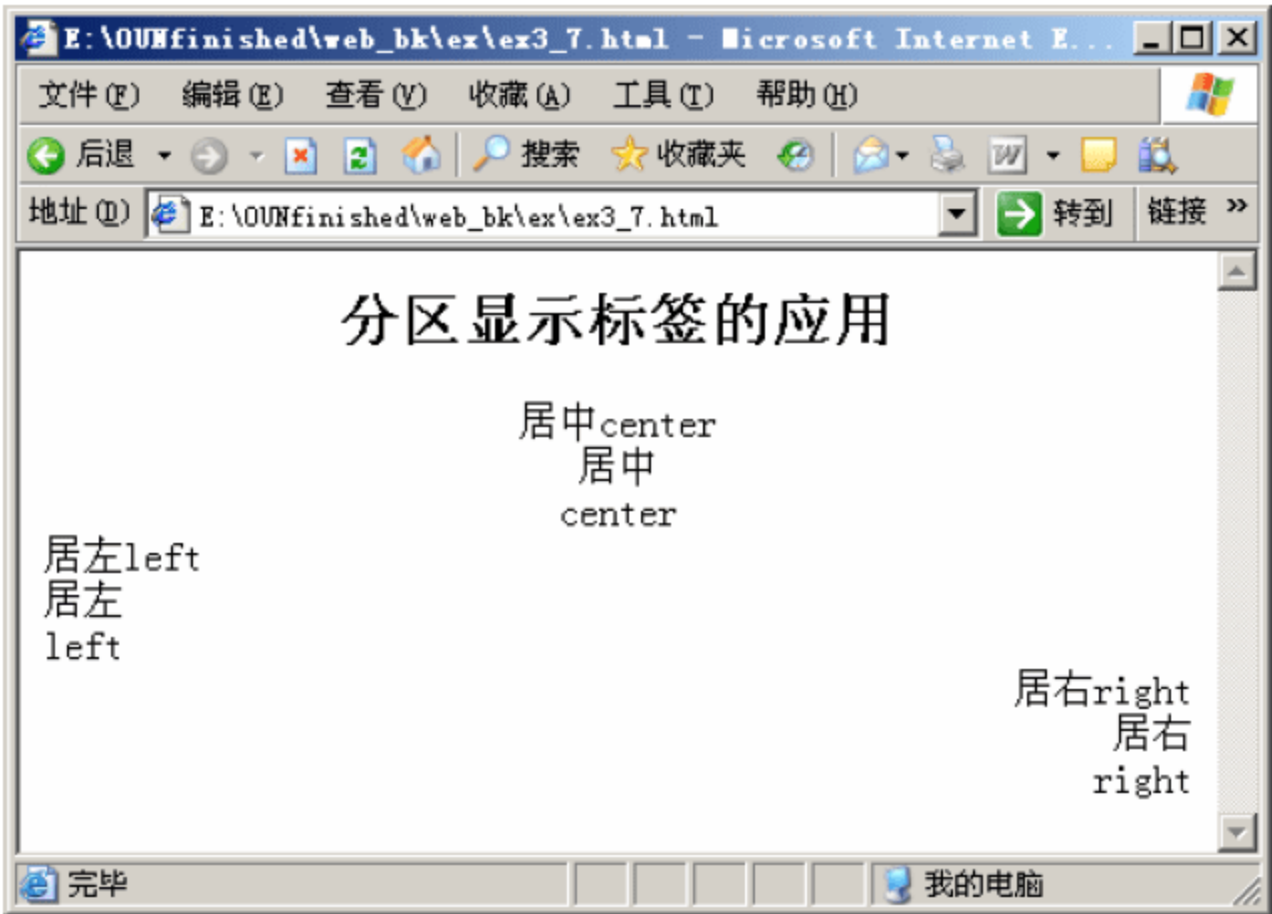 E:\OUNfinished\web_bk\ex\ex3_7.html - Microsoft Internet E...
文件(F) 编辑(E) 查看(V) 收藏(A) 工具(T) 帮助(H)
后退 搜索 收藏夹 W
地址(D) E:\OUNfinished\web_bk\ex\ex3_7.html 转到 链接 »
分区显示标签的应用
居中center
居中
center
居左left
居左
left
居右right
居右
right
完毕 我的电脑